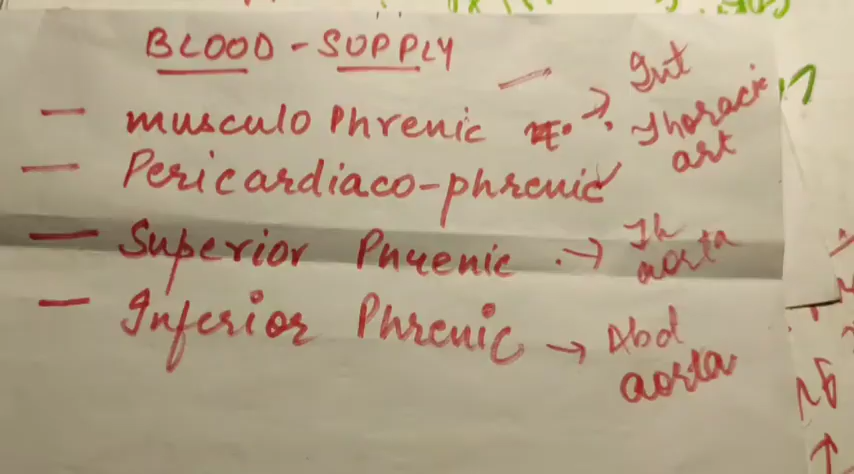 BLOOD - SUPPLY
— musculo Phrenic → Int Thoracic art
— Pericardiaco-phrenic
— Superior Phrenic → Th aorta
— Inferior Phrenic → Abd aorta